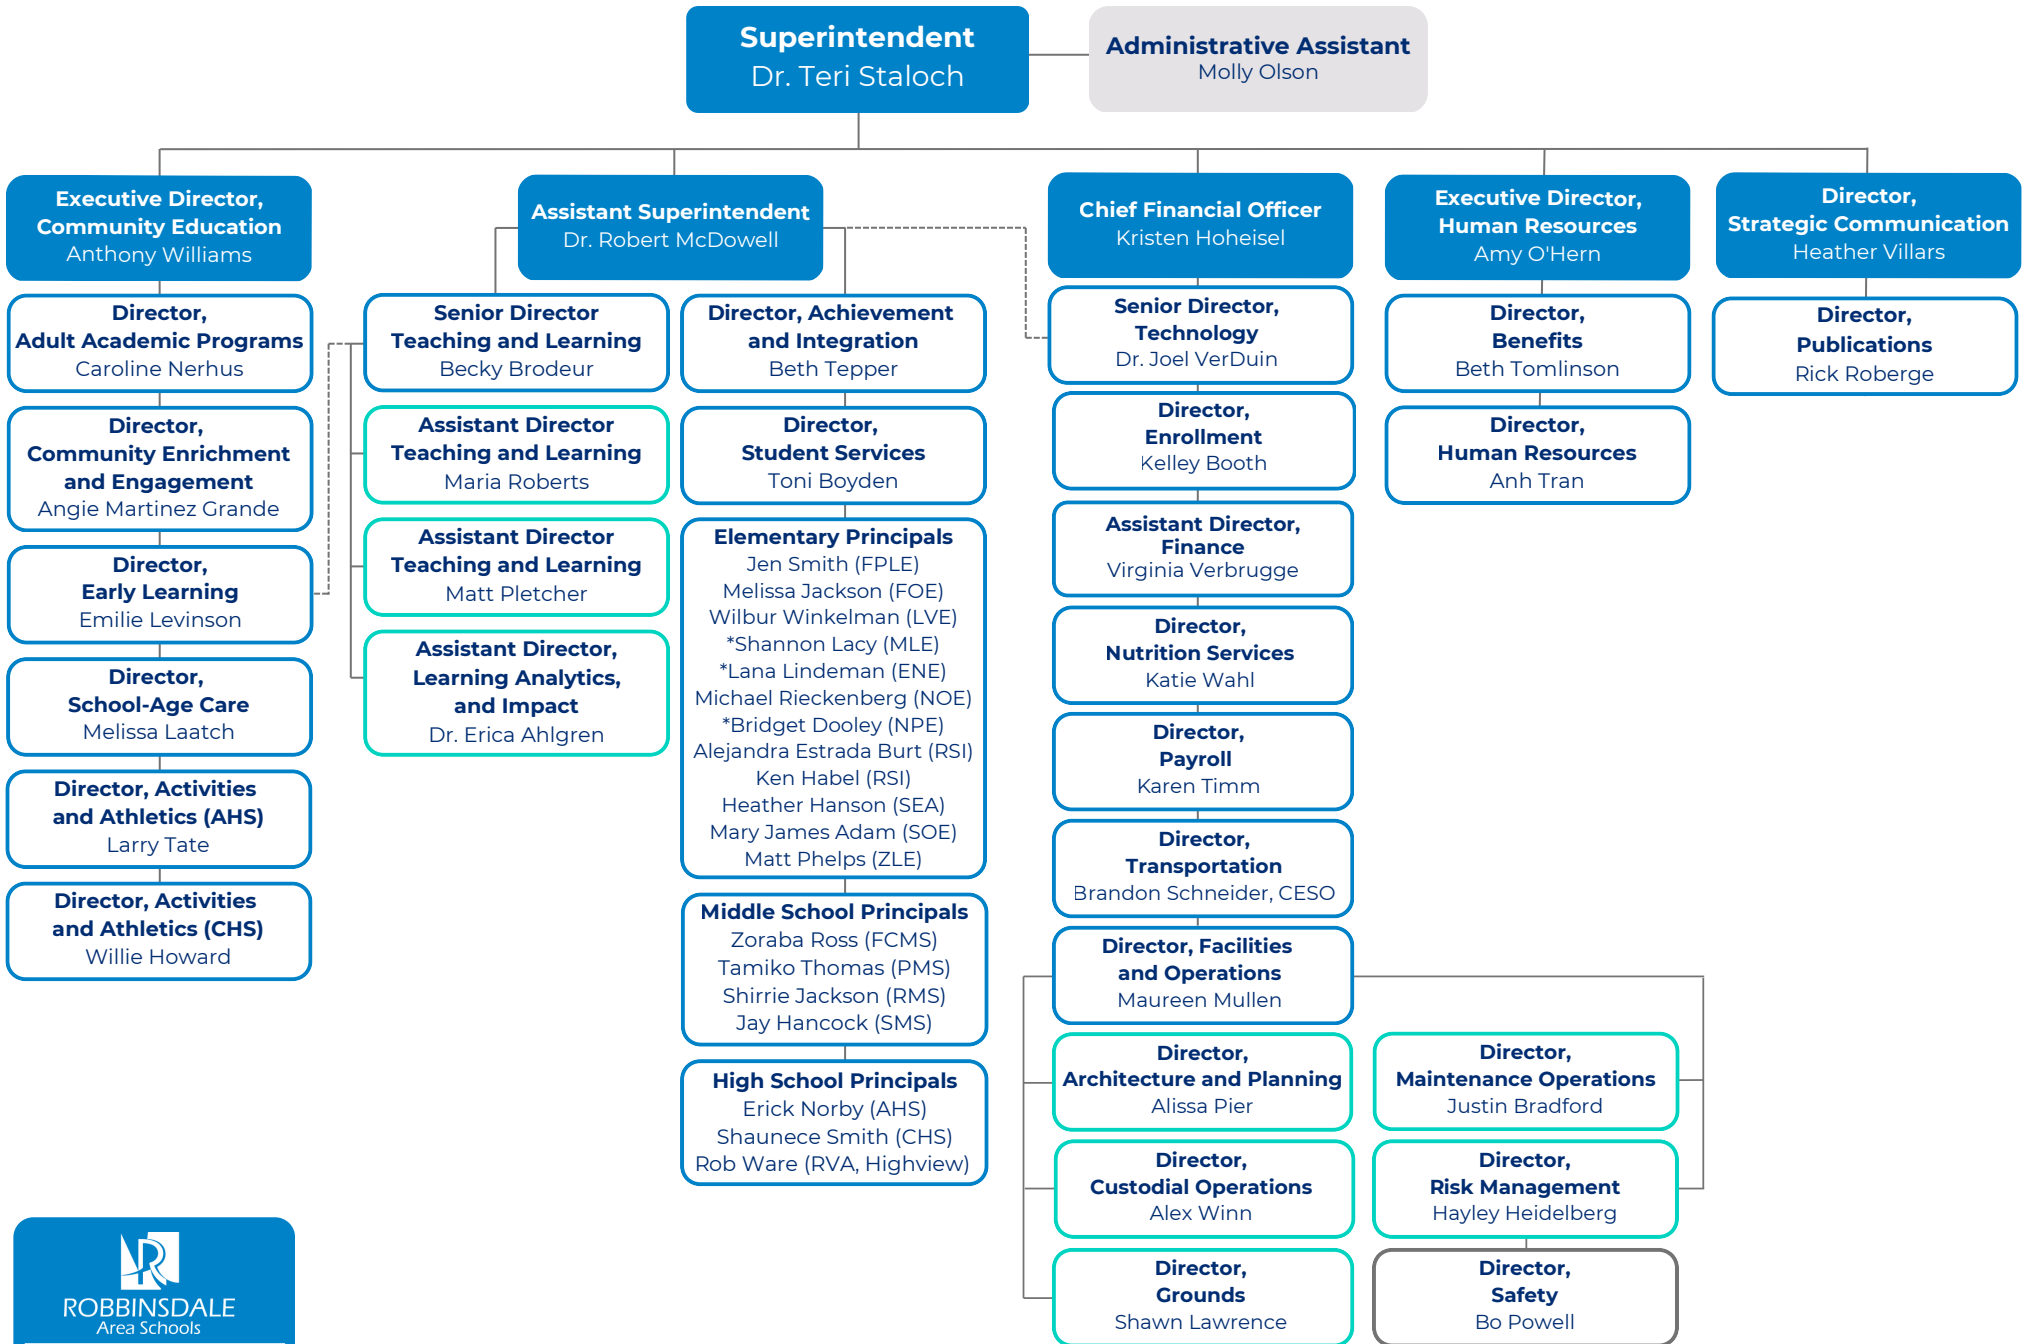 Superintendent
Dr. Teri Staloch
Administrative Assistant
Molly Olson
Executive Director,
Community Education
Anthony Williams
Assistant Superintendent
Dr. Robert McDowell
Chief Financial Officer
Kristen Hoheisel
Executive Director,
Human Resources
Amy O'Hern
Director,
Strategic Communication
Heather Villars
Director,
Adult Academic Programs
Caroline Nerhus
Director,
Community Enrichment
and Engagement
Angie Martinez Grande
Director,
Early Learning
Emilie Levinson
Director,
School-Age Care
Melissa Laatch
Director, Activities
and Athletics (AHS)
Larry Tate
Director, Activities
and Athletics (CHS)
Willie Howard
Senior Director
Teaching and Learning
Becky Brodeur
Assistant Director
Teaching and Learning
Maria Roberts
Assistant Director
Teaching and Learning
Matt Pletcher
Assistant Director,
Learning Analytics,
and Impact
Dr. Erica Ahlgren
Director, Achievement
and Integration
Beth Tepper
Director,
Student Services
Toni Boyden
Elementary Principals
Jen Smith (FPLE)
Melissa Jackson (FOE)
Wilbur Winkelman (LVE)
*Shannon Lacy (MLE)
*Lana Lindeman (ENE)
Michael Rieckenberg (NOE)
*Bridget Dooley (NPE)
Alejandra Estrada Burt (RSI)
Ken Habel (RSI)
Heather Hanson (SEA)
Mary James Adam (SOE)
Matt Phelps (ZLE)
Middle School Principals
Zoraba Ross (FCMS)
Tamiko Thomas (PMS)
Shirrie Jackson (RMS)
Jay Hancock (SMS)
High School Principals
Erick Norby (AHS)
Shaunece Smith (CHS)
Rob Ware (RVA, Highview)
Senior Director,
Technology
Dr. Joel VerDuin
Director,
Enrollment
Kelley Booth
Assistant Director,
Finance
Virginia Verbrugge
Director,
Nutrition Services
Katie Wahl
Director,
Payroll
Karen Timm
Director,
Transportation
Brandon Schneider, CESO
Director, Facilities
and Operations
Maureen Mullen
Director,
Architecture and Planning
Alissa Pier
Director,
Custodial Operations
Alex Winn
Director,
Grounds
Shawn Lawrence
Director,
Maintenance Operations
Justin Bradford
Director,
Risk Management
Hayley Heidelberg
Director,
Safety
Bo Powell
Director,
Benefits
Beth Tomlinson
Director,
Human Resources
Anh Tran
Director,
Publications
Rick Roberge
ROBBINSDALE
Area Schools